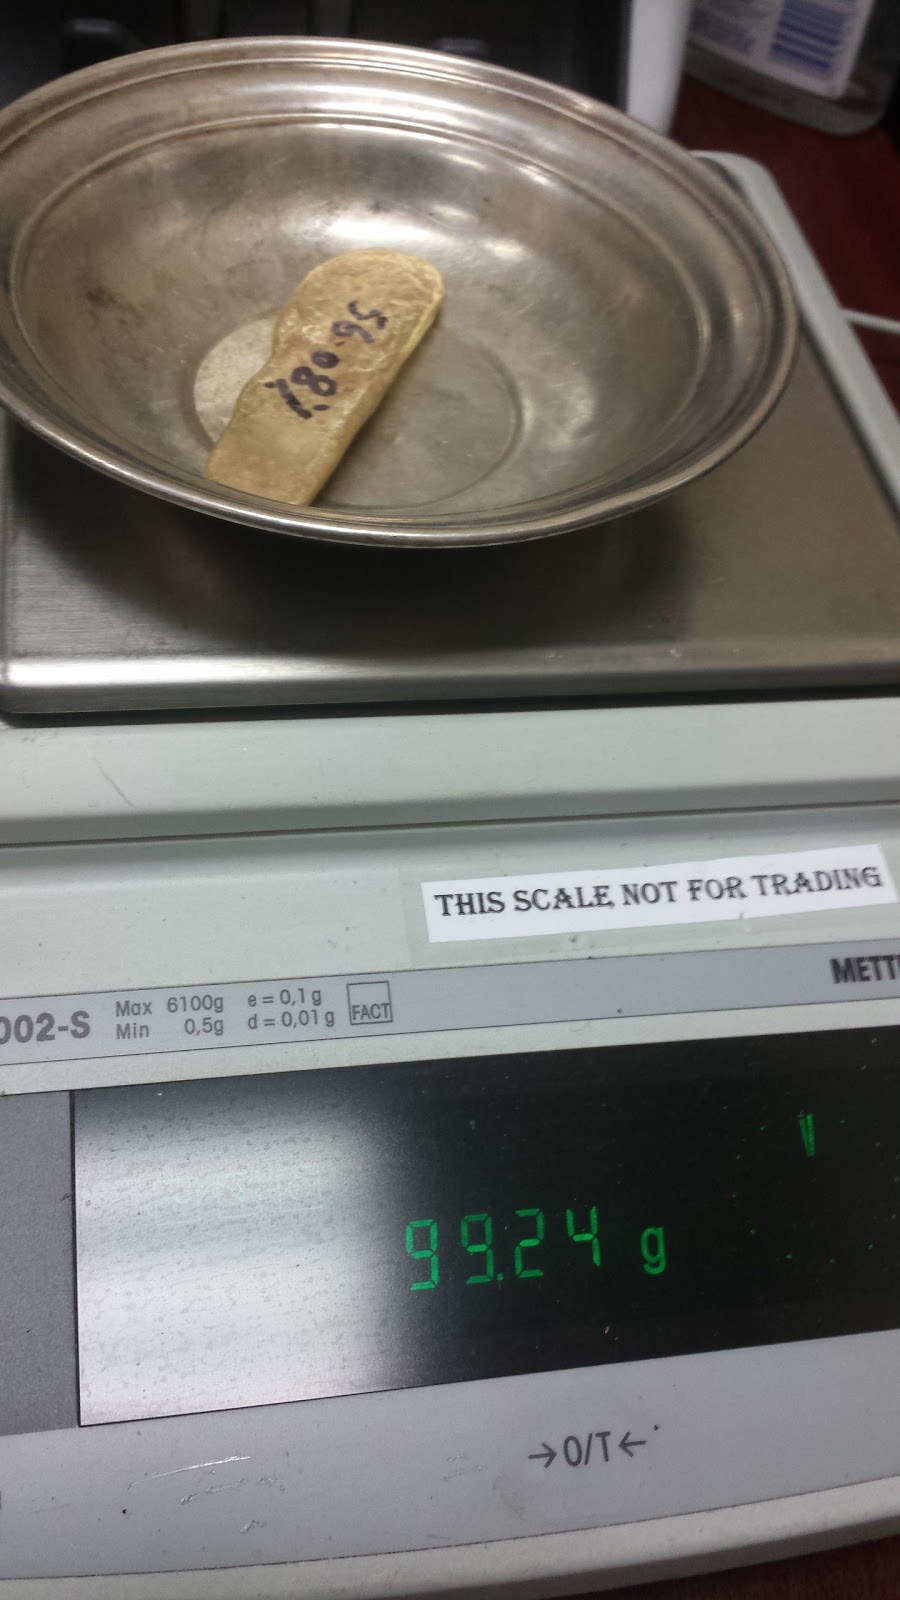 %80.95
THIS SCALE NOT FOR TRADING
METT
002-S
Max 6100g e = 0,1 g
Min 0,5g d = 0,01 g
FACT
99.24 g
→O/T←